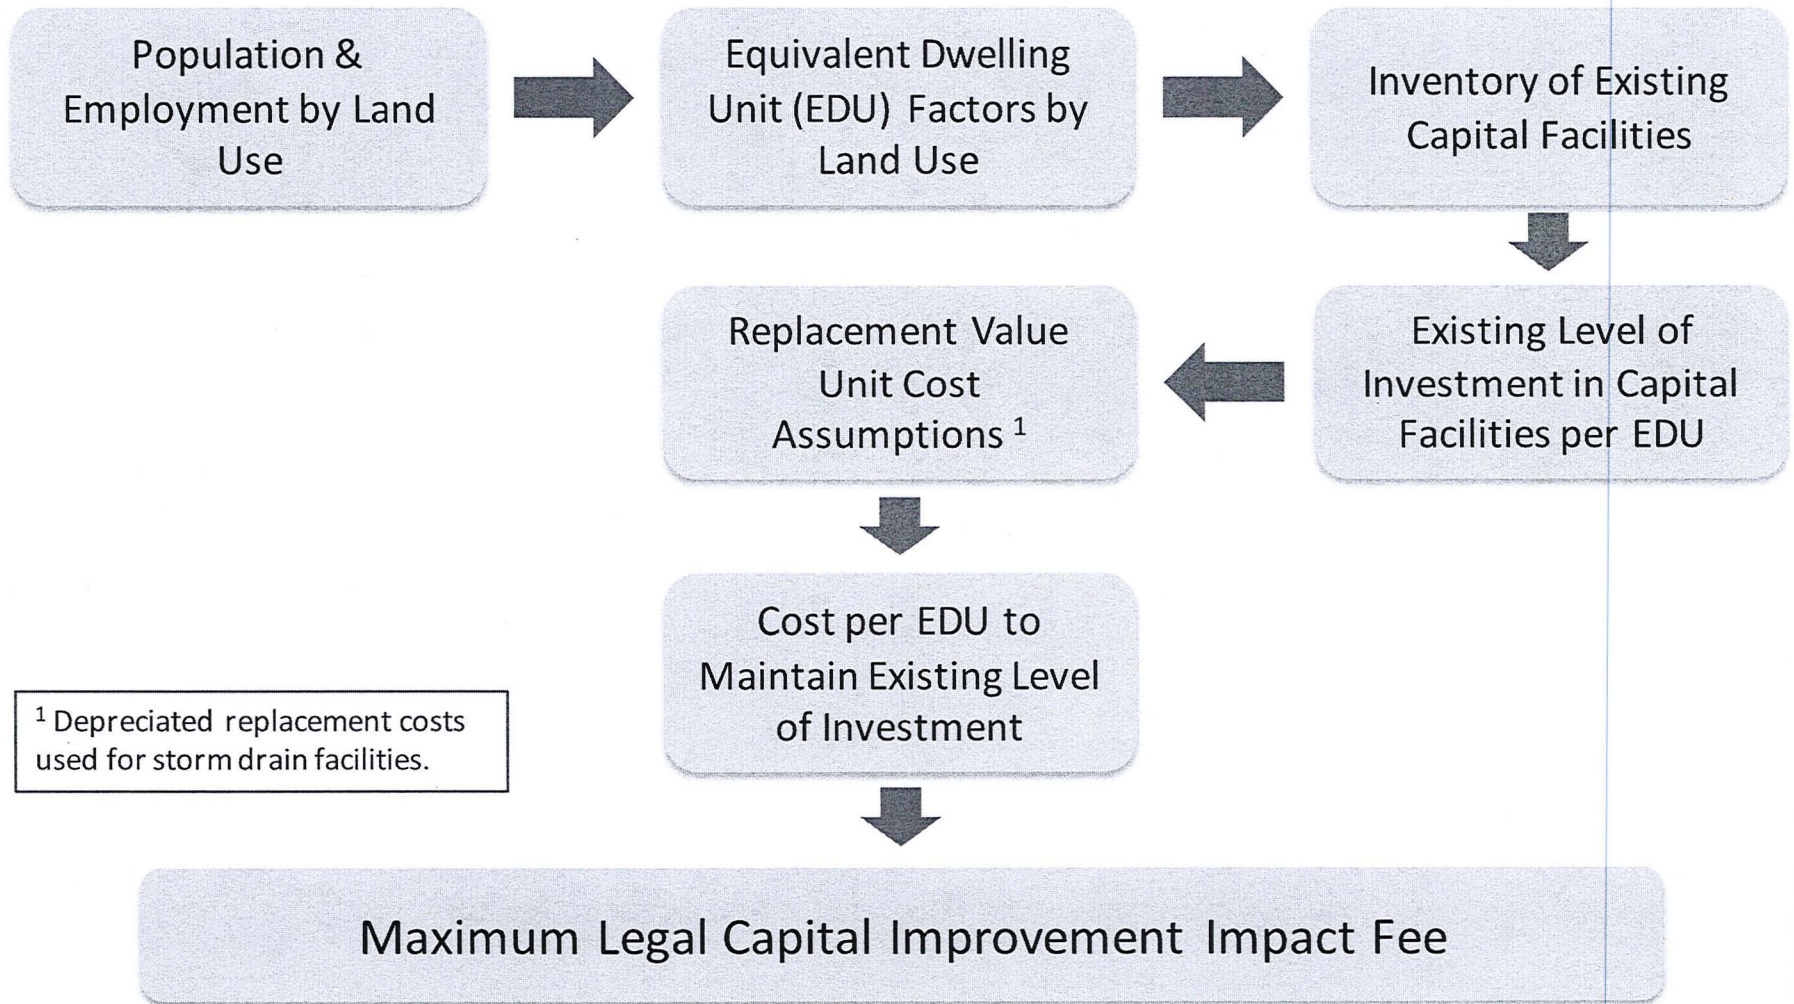 Population &
Employment by Land
Use
Equivalent Dwelling
Unit (EDU) Factors by
Land Use
Inventory of Existing
Capital Facilities
Existing Level of
Investment in Capital
Facilities per EDU
Replacement Value
Unit Cost
Assumptions ¹
Cost per EDU to
Maintain Existing Level
of Investment
¹ Depreciated replacement costs
used for storm drain facilities.
Maximum Legal Capital Improvement Impact Fee